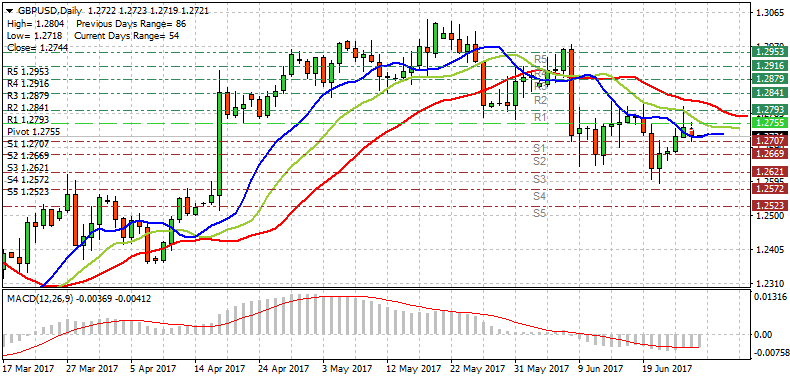 GBPUSD,Daily 1.2722 1.2723 1.2719 1.2721
High= 1.2804 Previous Days Range= 86
Low= 1.2718 Current Days Range= 54
Close= 1.2744
R5 1.2953
R4 1.2916
R3 1.2879
R2 1.2841
R1 1.2793
Pivot 1.2755
S1 1.2707
S2 1.2669
S3 1.2621
S4 1.2572
S5 1.2523
R5
R2
R1
S1
S2
S3
S4
S5
1.3065
1.2953
1.2916
1.2879
1.2841
1.2793
1.2755
1.2707
1.2669
1.2621
1.2595
1.2572
1.2523
1.2500
1.2405
1.2310
MACD(12,26,9) -0.00369 -0.00412
0.01316
0.00
-0.00758
17 Mar 2017
27 Mar 2017
5 Apr 2017
14 Apr 2017
24 Apr 2017
3 May 2017
12 May 2017
22 May 2017
31 May 2017
9 Jun 2017
19 Jun 2017